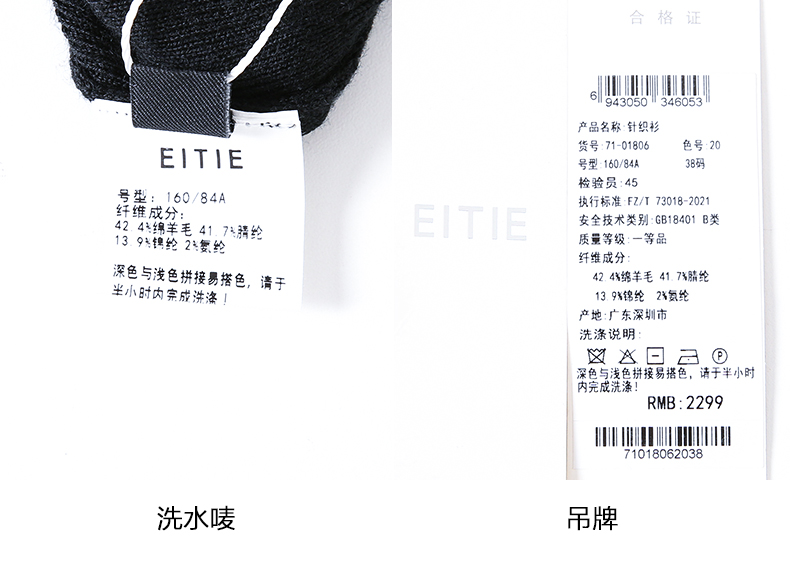 EITIE
号型：160/84A
纤维成分：
42.4%绵羊毛 41.7%腈纶
13.9%锦纶 2%氨纶
深色与浅色拼接易搭色，请于
半小时内完成洗涤！
洗水唛
EITIE
合格证
6 943050 346053
产品名称:针织衫
货号:71-01806 色号:20
号型:160/84A 38码
检验员:45
执行标准:FZ/T 73018-2021
安全技术类别:GB18401 B类
质量等级:一等品
纤维成分:
42.4%绵羊毛 41.7%腈纶
13.9%锦纶 2%氨纶
产地:广东深圳市
洗涤说明:
P
深色与浅色拼接易搭色，请于半小时
内完成洗涤!
RMB:2299
71018062038
吊牌